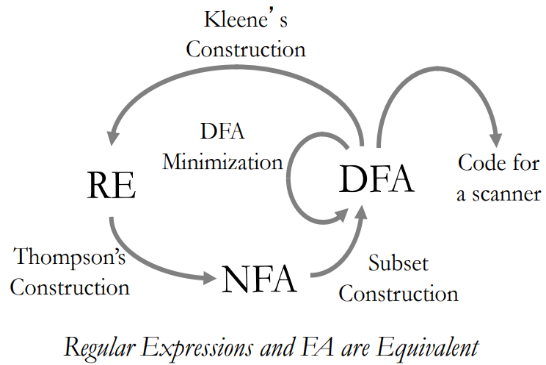 Kleene's
Construction
DFA
Minimization
RE
DFA
Code for
a scanner
Thompson's
Construction
NFA
Subset
Construction
Regular Expressions and FA are Equivalent